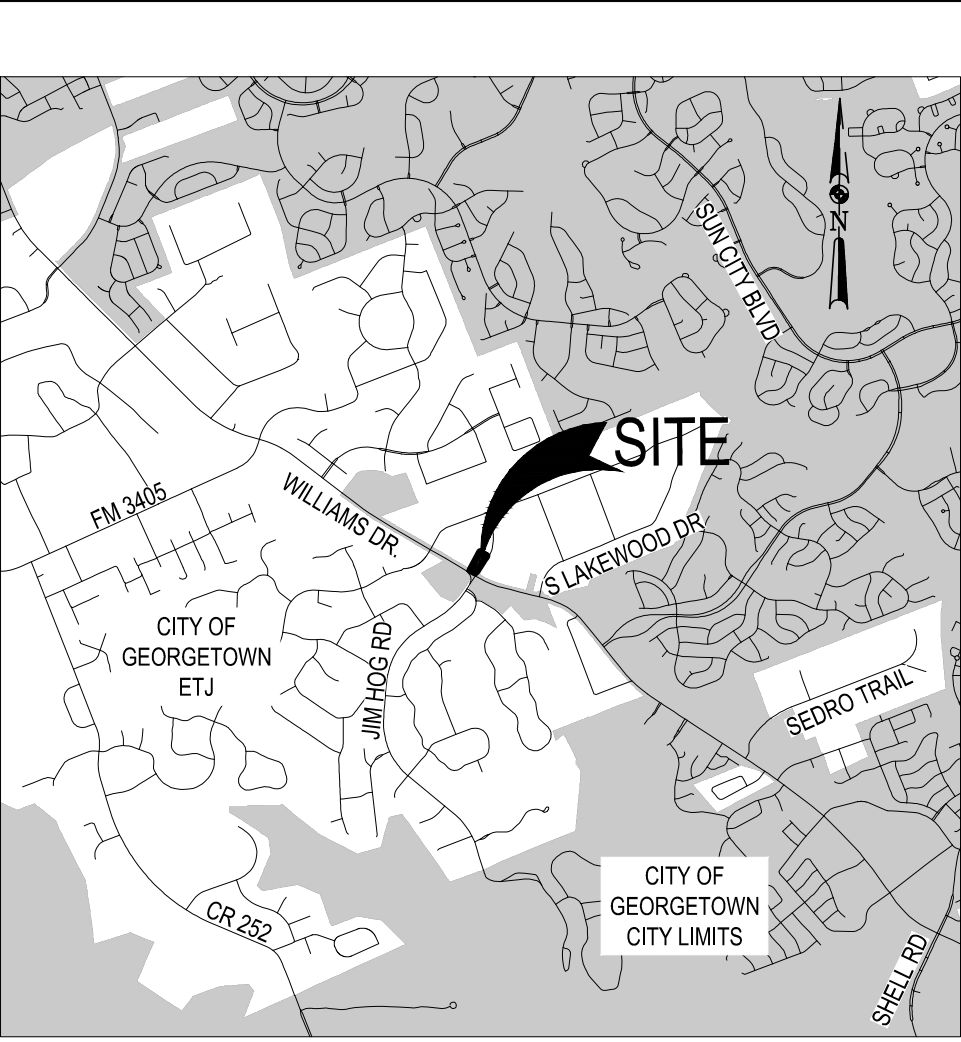 SUN CITY BLVD
N
SITE
FM 3405
WILLIAMS DR.
S LAKEWOOD DR
CITY OF
GEORGETOWN
ETJ
JIM HOG RD
SEDRO TRAIL
CITY OF
GEORGETOWN
CITY LIMITS
CR 252
SHELL RD